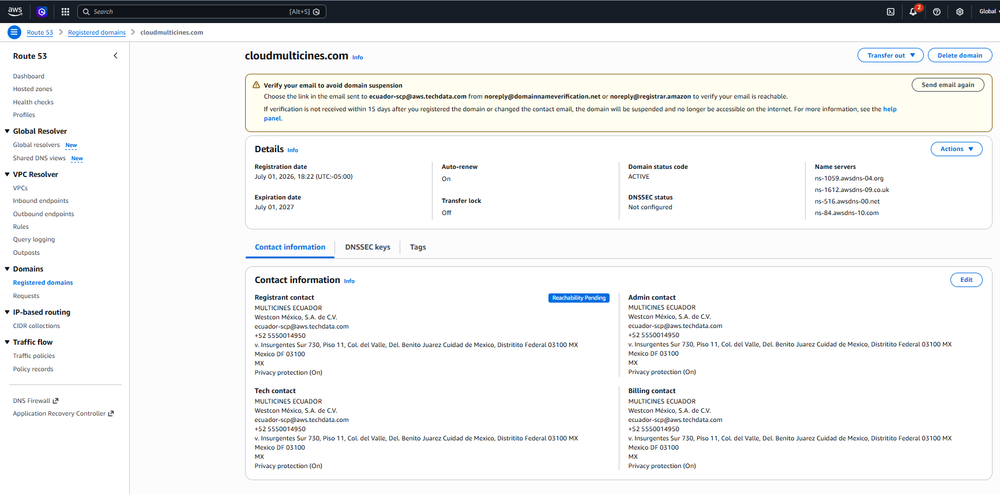 aws
Search
[Alt+S]
2
Global
Route 53
Registered domains
cloudmulticines.com
Route 53
Dashboard
Hosted zones
Health checks
Profiles
Global Resolver
Global resolvers New
Shared DNS views New
VPC Resolver
VPCs
Inbound endpoints
Outbound endpoints
Rules
Query logging
Outposts
Domains
Registered domains
Requests
IP-based routing
CIDR collections
Traffic flow
Traffic policies
Policy records
DNS Firewall
Application Recovery Controller
cloudmulticines.com Info
Transfer out
Delete domain
Verify your email to avoid domain suspension
Choose the link in the email sent to ecuador-scp@aws.techdata.com from noreply@domainnameverification.net or noreply@registrar.amazon to verify your email is reachable.
If verification is not received within 15 days after you registered the domain or changed the contact email, the domain will be suspended and no longer be accessible on the internet. For more information, see the help
panel.
Send email again
Details Info
Actions
Registration date
July 01, 2026, 18:22 (UTC:-05:00)
Expiration date
July 01, 2027
Auto-renew
On
Transfer lock
Off
Domain status code
ACTIVE
DNSSEC status
Not configured
Name servers
ns-1059.awsdns-04.org
ns-1612.awsdns-09.co.uk
ns-516.awsdns-00.net
ns-84.awsdns-10.com
Contact information
DNSSEC keys
Tags
Contact information Info
Edit
Registrant contact
Reachability Pending
MULTICINES ECUADOR
Westcon México, S.A. de C.V.
ecuador-scp@aws.techdata.com
+52 5550014950
v. Insurgentes Sur 730, Piso 11, Col. del Valle, Del. Benito Juarez Cuidad de Mexico, Distritito Federal 03100 MX
Mexico DF 03100
MX
Privacy protection (On)
Admin contact
MULTICINES ECUADOR
Westcon México, S.A. de C.V.
ecuador-scp@aws.techdata.com
+52 5550014950
v. Insurgentes Sur 730, Piso 11, Col. del Valle, Del. Benito Juarez Cuidad de Mexico, Distritito Federal 03100 MX
Mexico DF 03100
MX
Privacy protection (On)
Tech contact
MULTICINES ECUADOR
Westcon México, S.A. de C.V.
ecuador-scp@aws.techdata.com
+52 5550014950
v. Insurgentes Sur 730, Piso 11, Col. del Valle, Del. Benito Juarez Cuidad de Mexico, Distritito Federal 03100 MX
Mexico DF 03100
MX
Privacy protection (On)
Billing contact
MULTICINES ECUADOR
Westcon México, S.A. de C.V.
ecuador-scp@aws.techdata.com
+52 5550014950
v. Insurgentes Sur 730, Piso 11, Col. del Valle, Del. Benito Juarez Cuidad de Mexico, Distritito Federal 03100 MX
Mexico DF 03100
MX
Privacy protection (On)